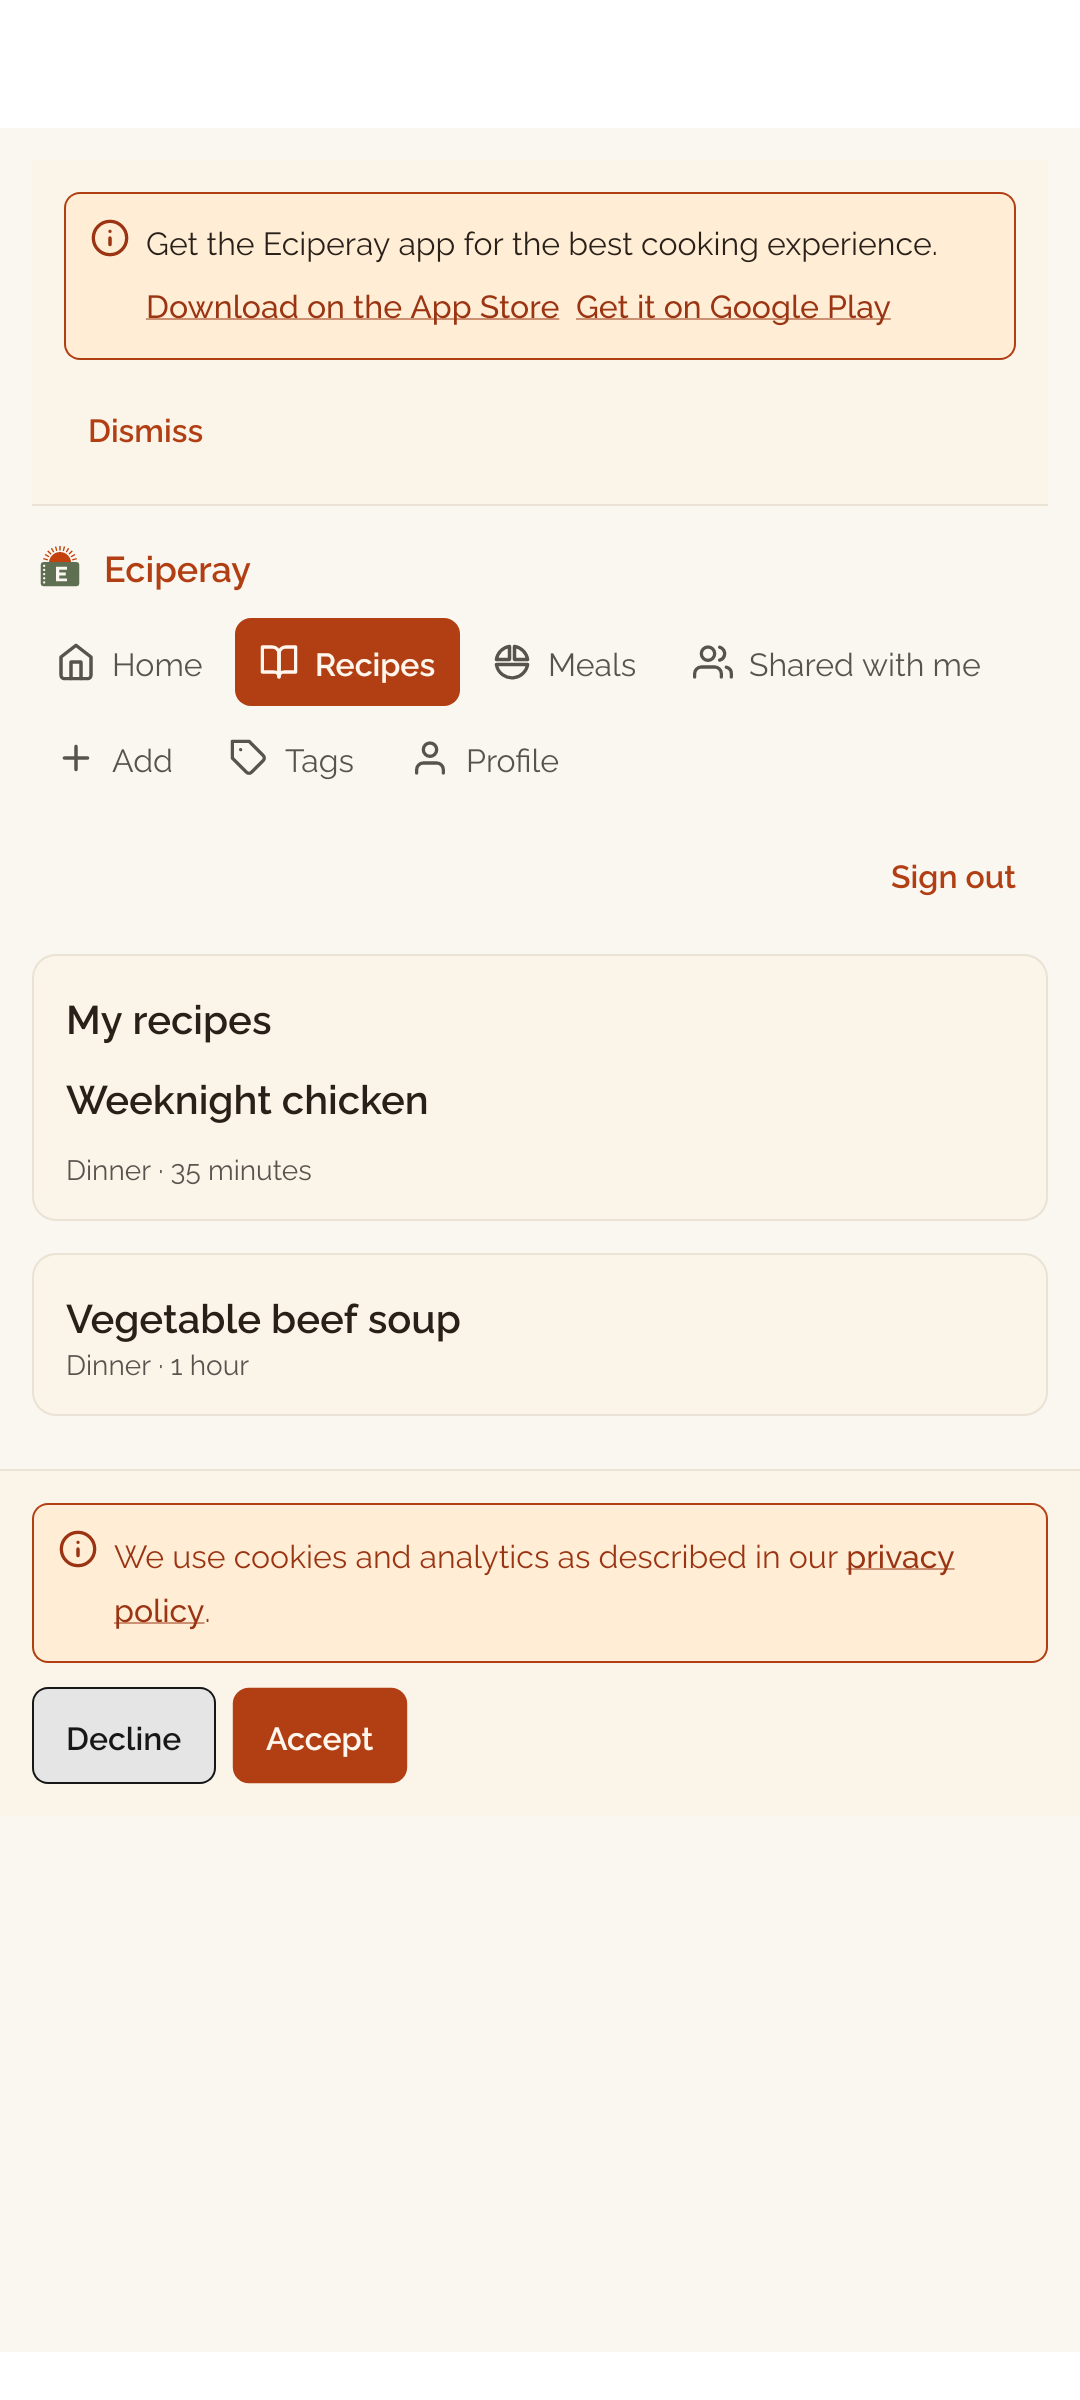 Get the Eciperay app for the best cooking experience.
Download on the App Store Get it on Google Play
Dismiss
E
Eciperay
Home Recipes Meals Shared with me
Add Tags Profile
Sign out
My recipes
Weeknight chicken
Dinner · 35 minutes
Vegetable beef soup
Dinner · 1 hour
We use cookies and analytics as described in our privacy
policy.
Decline Accept